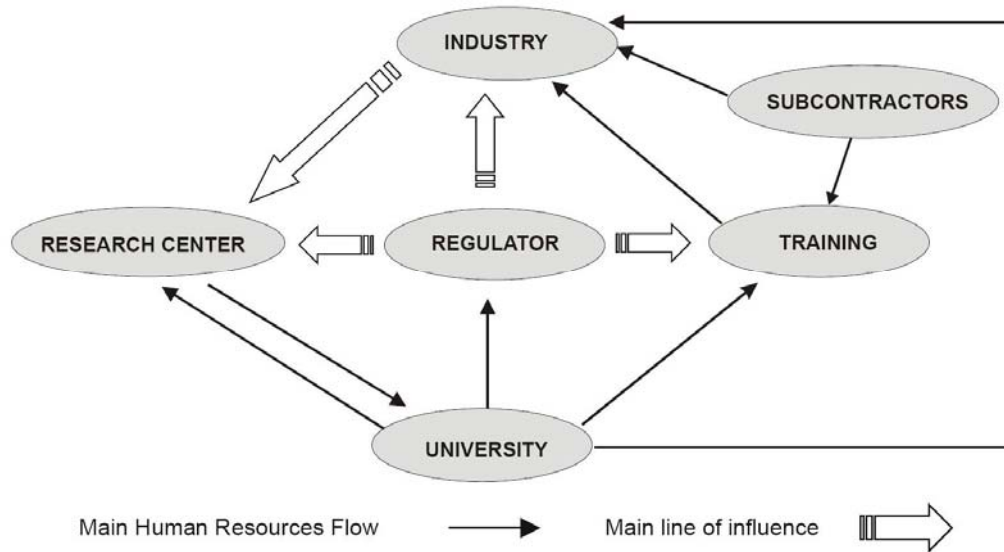 INDUSTRY
SUBCONTRACTORS
RESEARCH CENTER
REGULATOR
TRAINING
UNIVERSITY
Main Human Resources Flow
Main line of influence